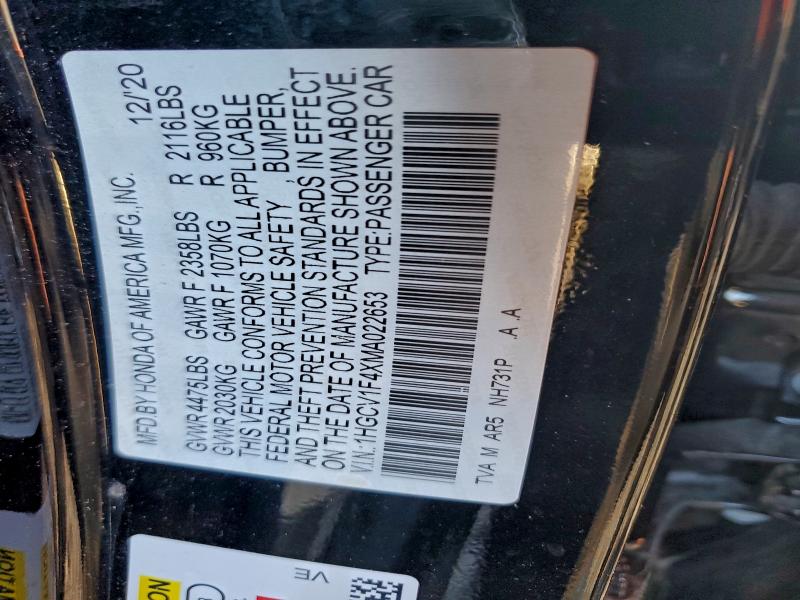 MFD.BY HONDA OF AMERICA MFG.,INC. 12/'20
GVWR 4475LBS GAWR F 2358LBS R 2116LBS
GVWR 2030KG GAWR F 1070KG R 960KG
THIS VEHICLE CONFORMS TO ALL APPLICABLE
FEDERAL MOTOR VEHICLE SAFETY , BUMPER,
AND THEFT PREVENTION STANDARDS IN EFFECT
ON THE DATE OF MANUFACTURE SHOWN ABOVE.
V.I.N.: 1HGCV1F4XMA022653 TYPE:PASSENGER CAR
TVA M AR5 NH731P .A .A
VE